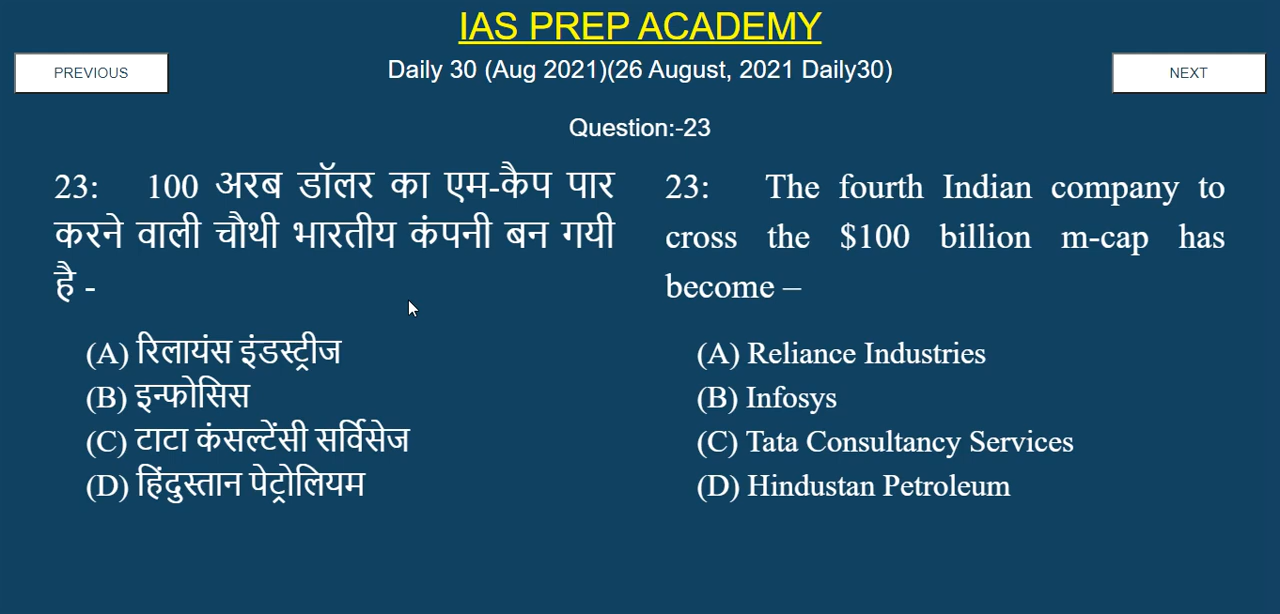 IAS PREP ACADEMY
PREVIOUS
Daily 30 (Aug 2021)(26 August, 2021 Daily30)
NEXT
Question:-23
23: 100 अरब डॉलर का एम-कैप पार
करने वाली चौथी भारतीय कंपनी बन गयी
है -
(A) रिलायंस इंडस्ट्रीज
(B) इन्फोसिस
(C) टाटा कंसल्टेंसी सर्विसेज
(D) हिंदुस्तान पेट्रोलियम
23: The fourth Indian company to
cross the $100 billion m-cap has
become –
(A) Reliance Industries
(B) Infosys
(C) Tata Consultancy Services
(D) Hindustan Petroleum